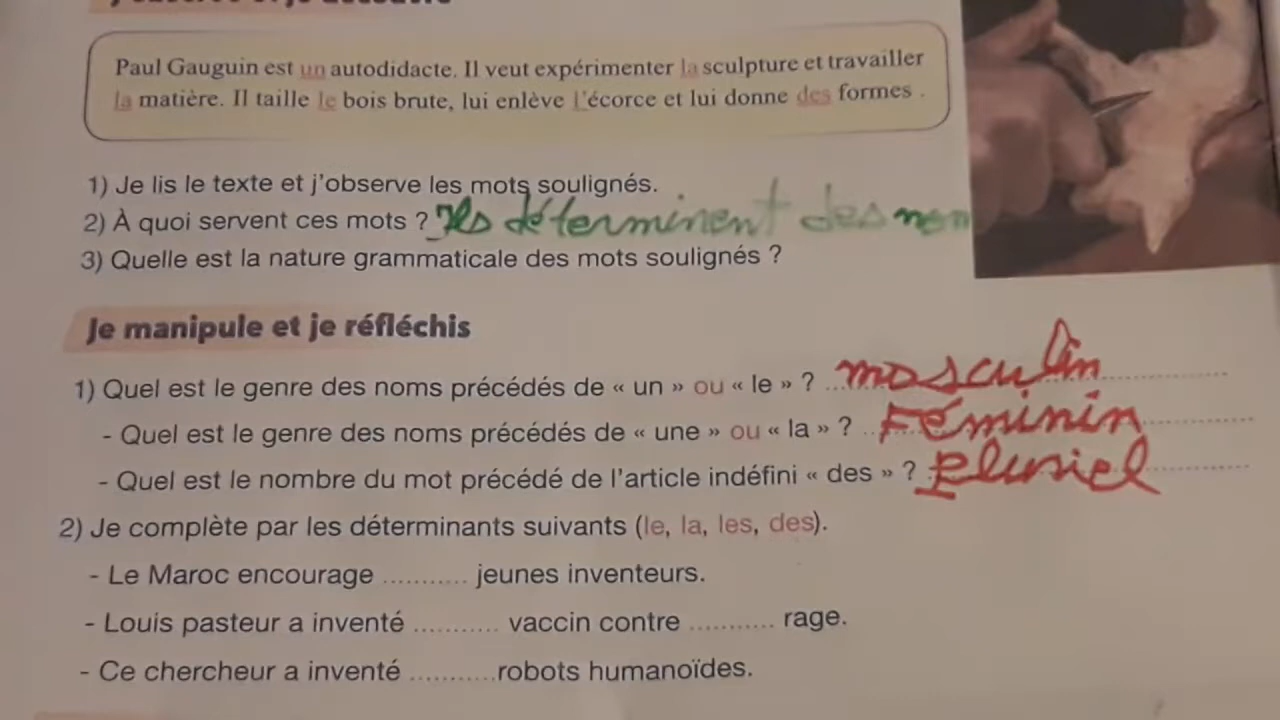 Paul Gauguin est un autodidacte. Il veut expérimenter la sculpture et travailler
la matière. Il taille le bois brute, lui enlève l'écorce et lui donne des formes .
1) Je lis le texte et j'observe les mots soulignés.
2) À quoi servent ces mots ? Ils déterminent des nom
3) Quelle est la nature grammaticale des mots soulignés ?
Je manipule et je réfléchis
1) Quel est le genre des noms précédés de « un » ou « le » ? masculin
- Quel est le genre des noms précédés de « une » ou « la » ? Féminin
- Quel est le nombre du mot précédé de l'article indéfini « des » ? pluriel
2) Je complète par les déterminants suivants (le, la, les, des).
- Le Maroc encourage ........... jeunes inventeurs.
- Louis pasteur a inventé ........... vaccin contre ........... rage.
- Ce chercheur a inventé ...........robots humanoïdes.